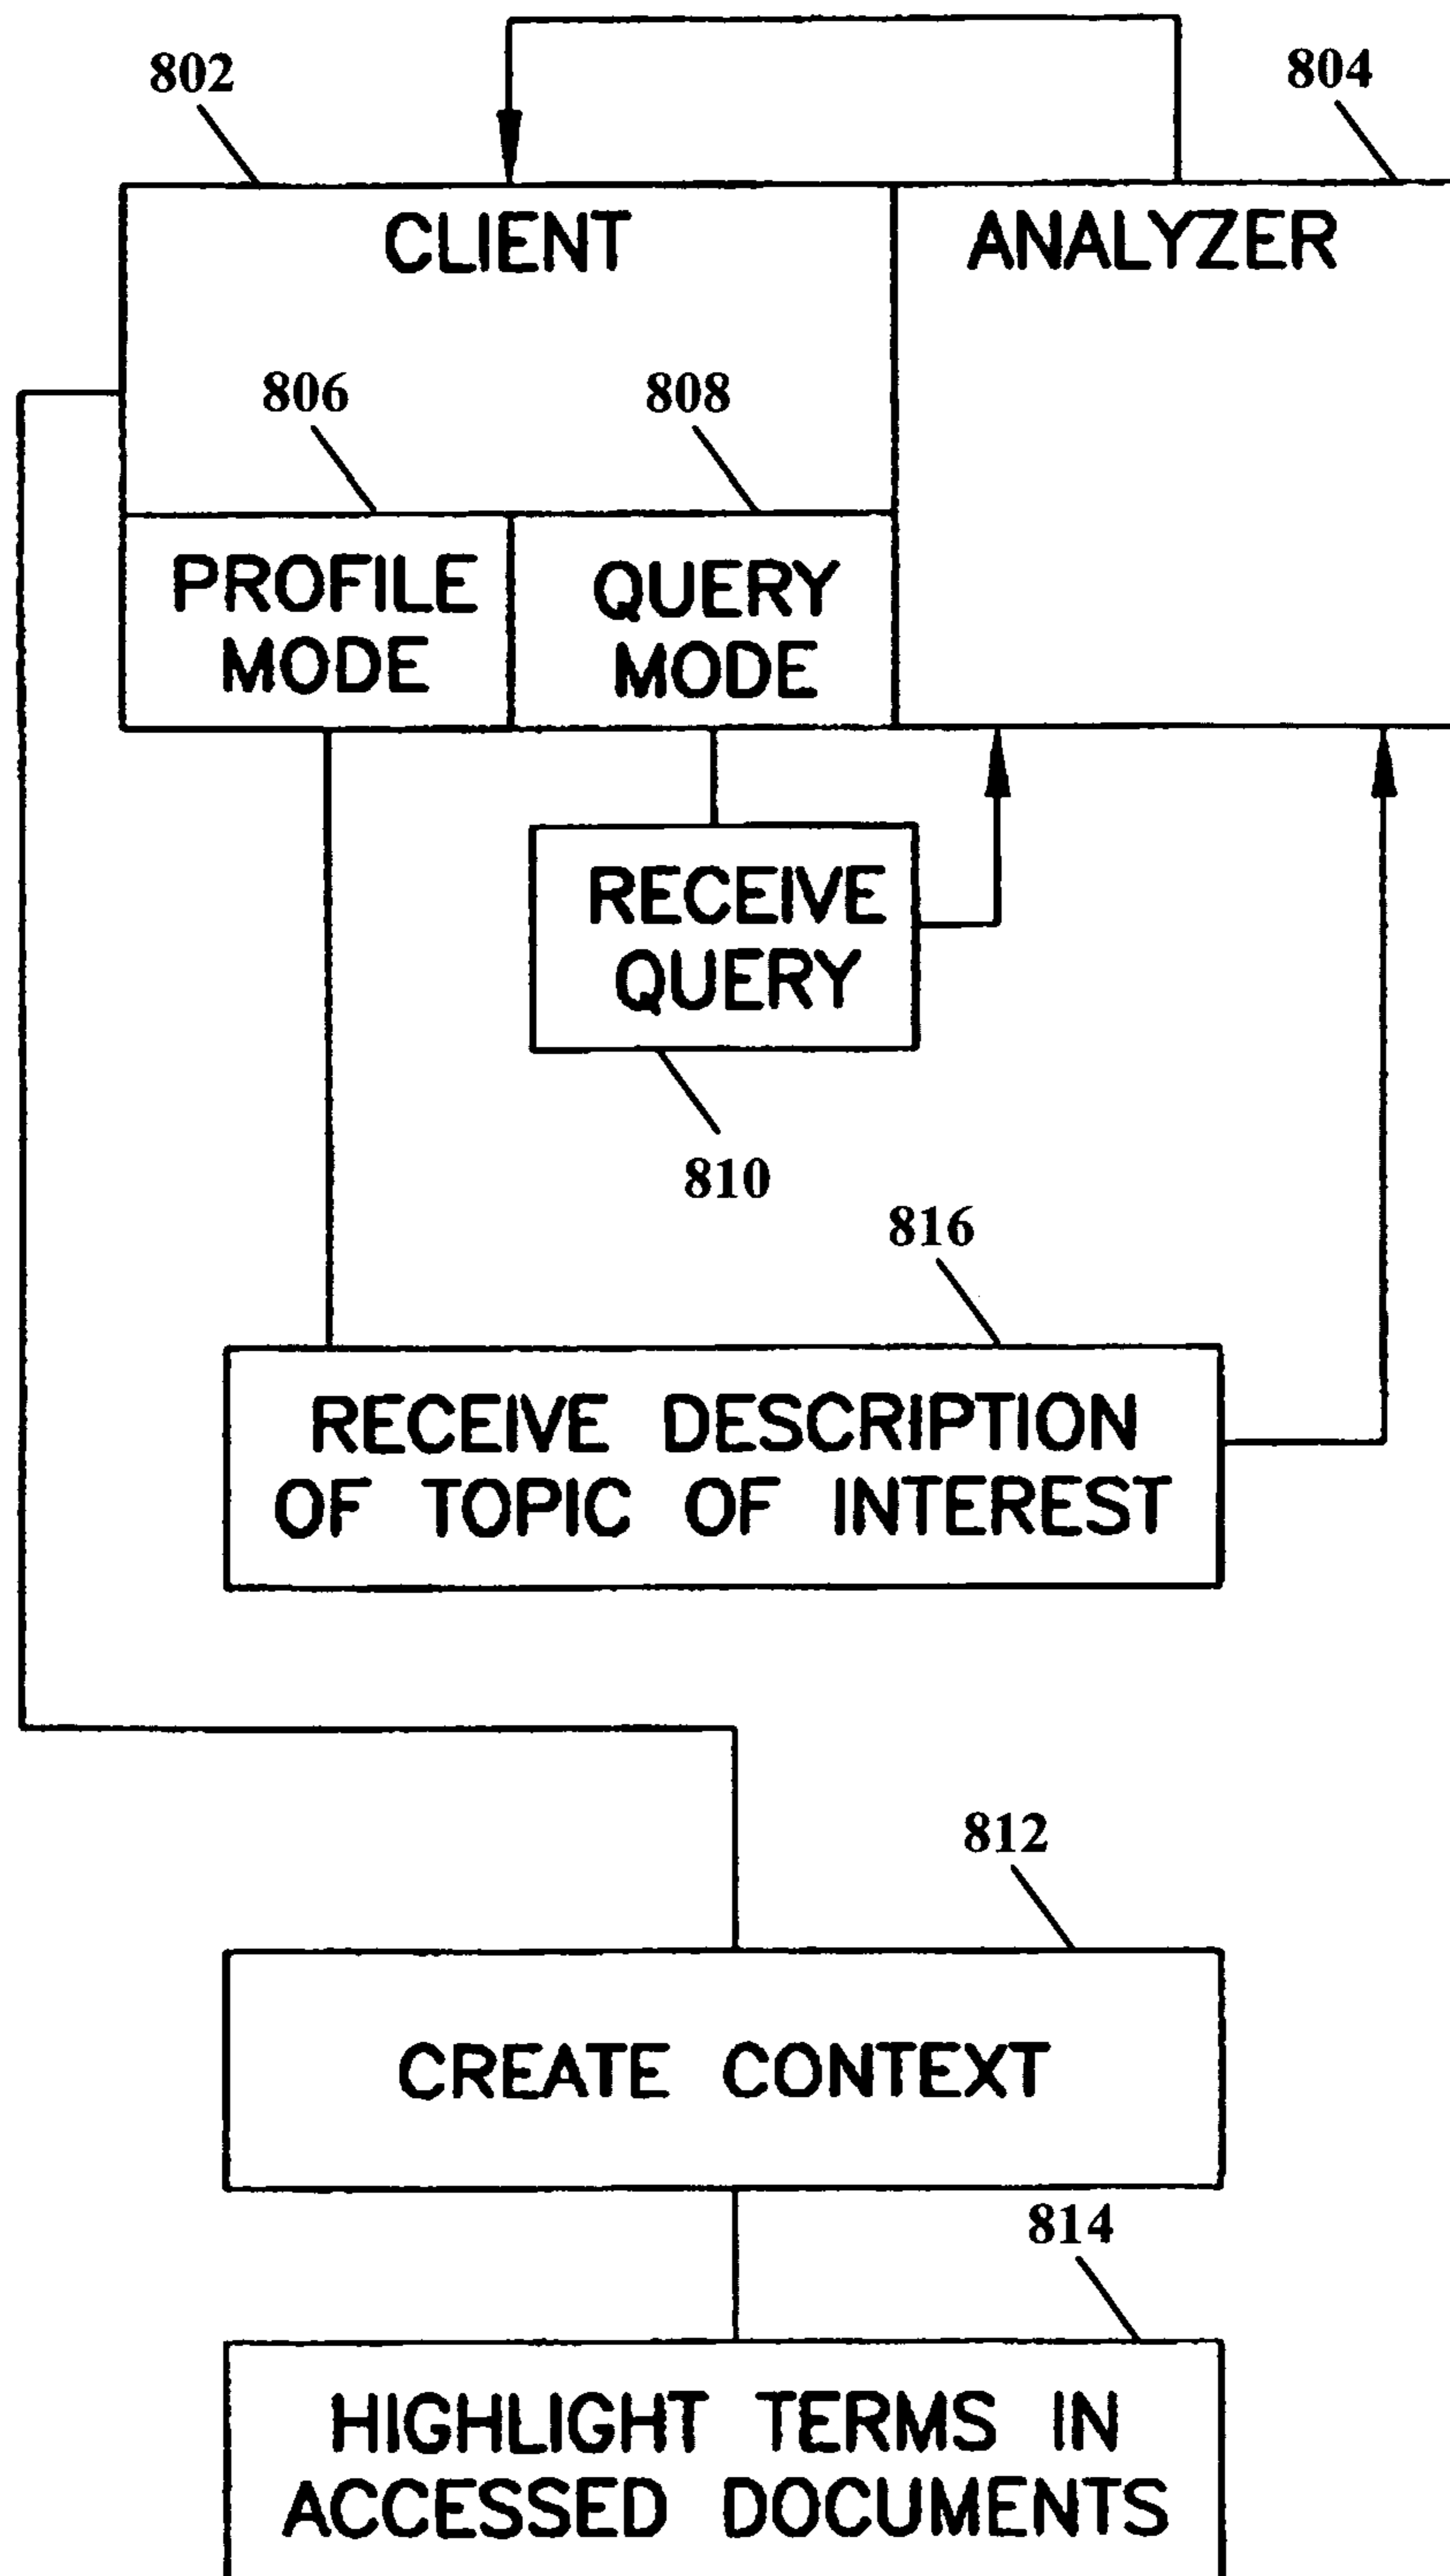 802
804
CLIENT
ANALYZER
806
808
PROFILE
MODE
QUERY
MODE
RECEIVE
QUERY
810
816
RECEIVE DESCRIPTION
OF TOPIC OF INTEREST
812
CREATE CONTEXT
814
HIGHLIGHT TERMS IN
ACCESSED DOCUMENTS